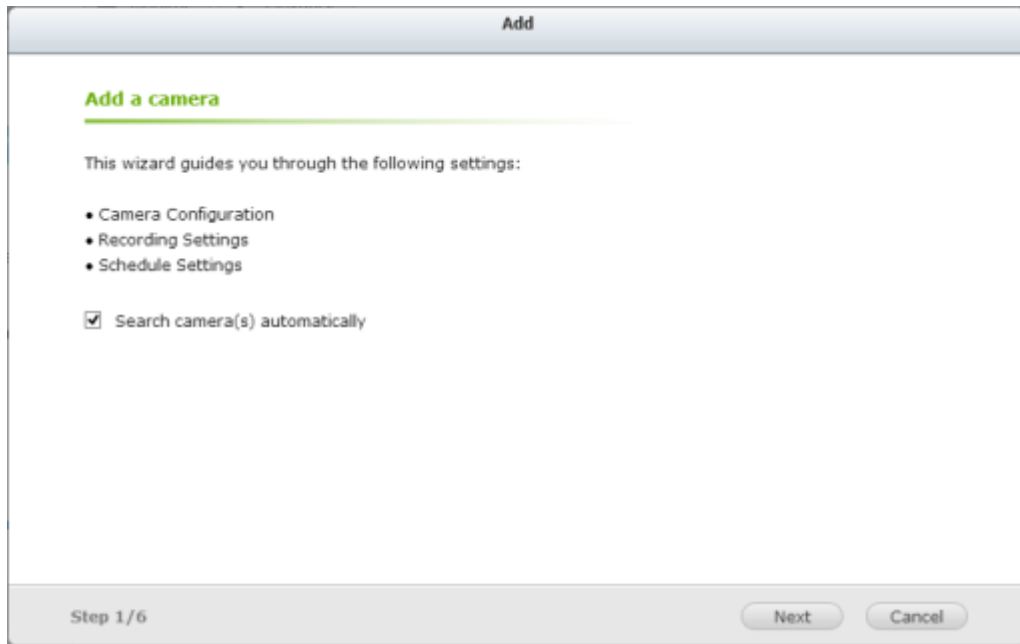 Add
Add a camera
This wizard guides you through the following settings:
• Camera Configuration
• Recording Settings
• Schedule Settings
Search camera(s) automatically
Step 1/6
Next
Cancel